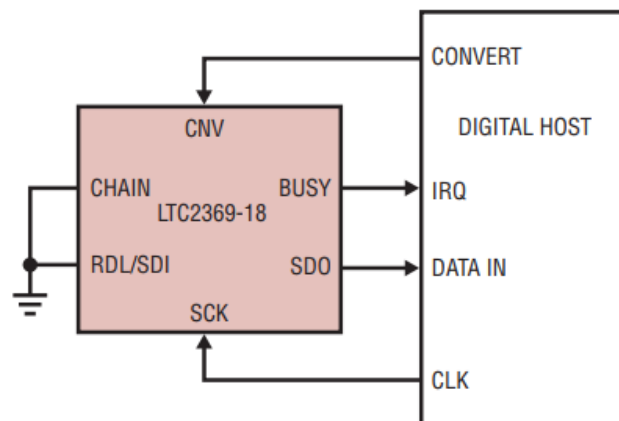 CONVERT
CNV
DIGITAL HOST
CHAIN
BUSY
IRQ
LTC2369-18
RDL/SDI
SDO
DATA IN
SCK
CLK